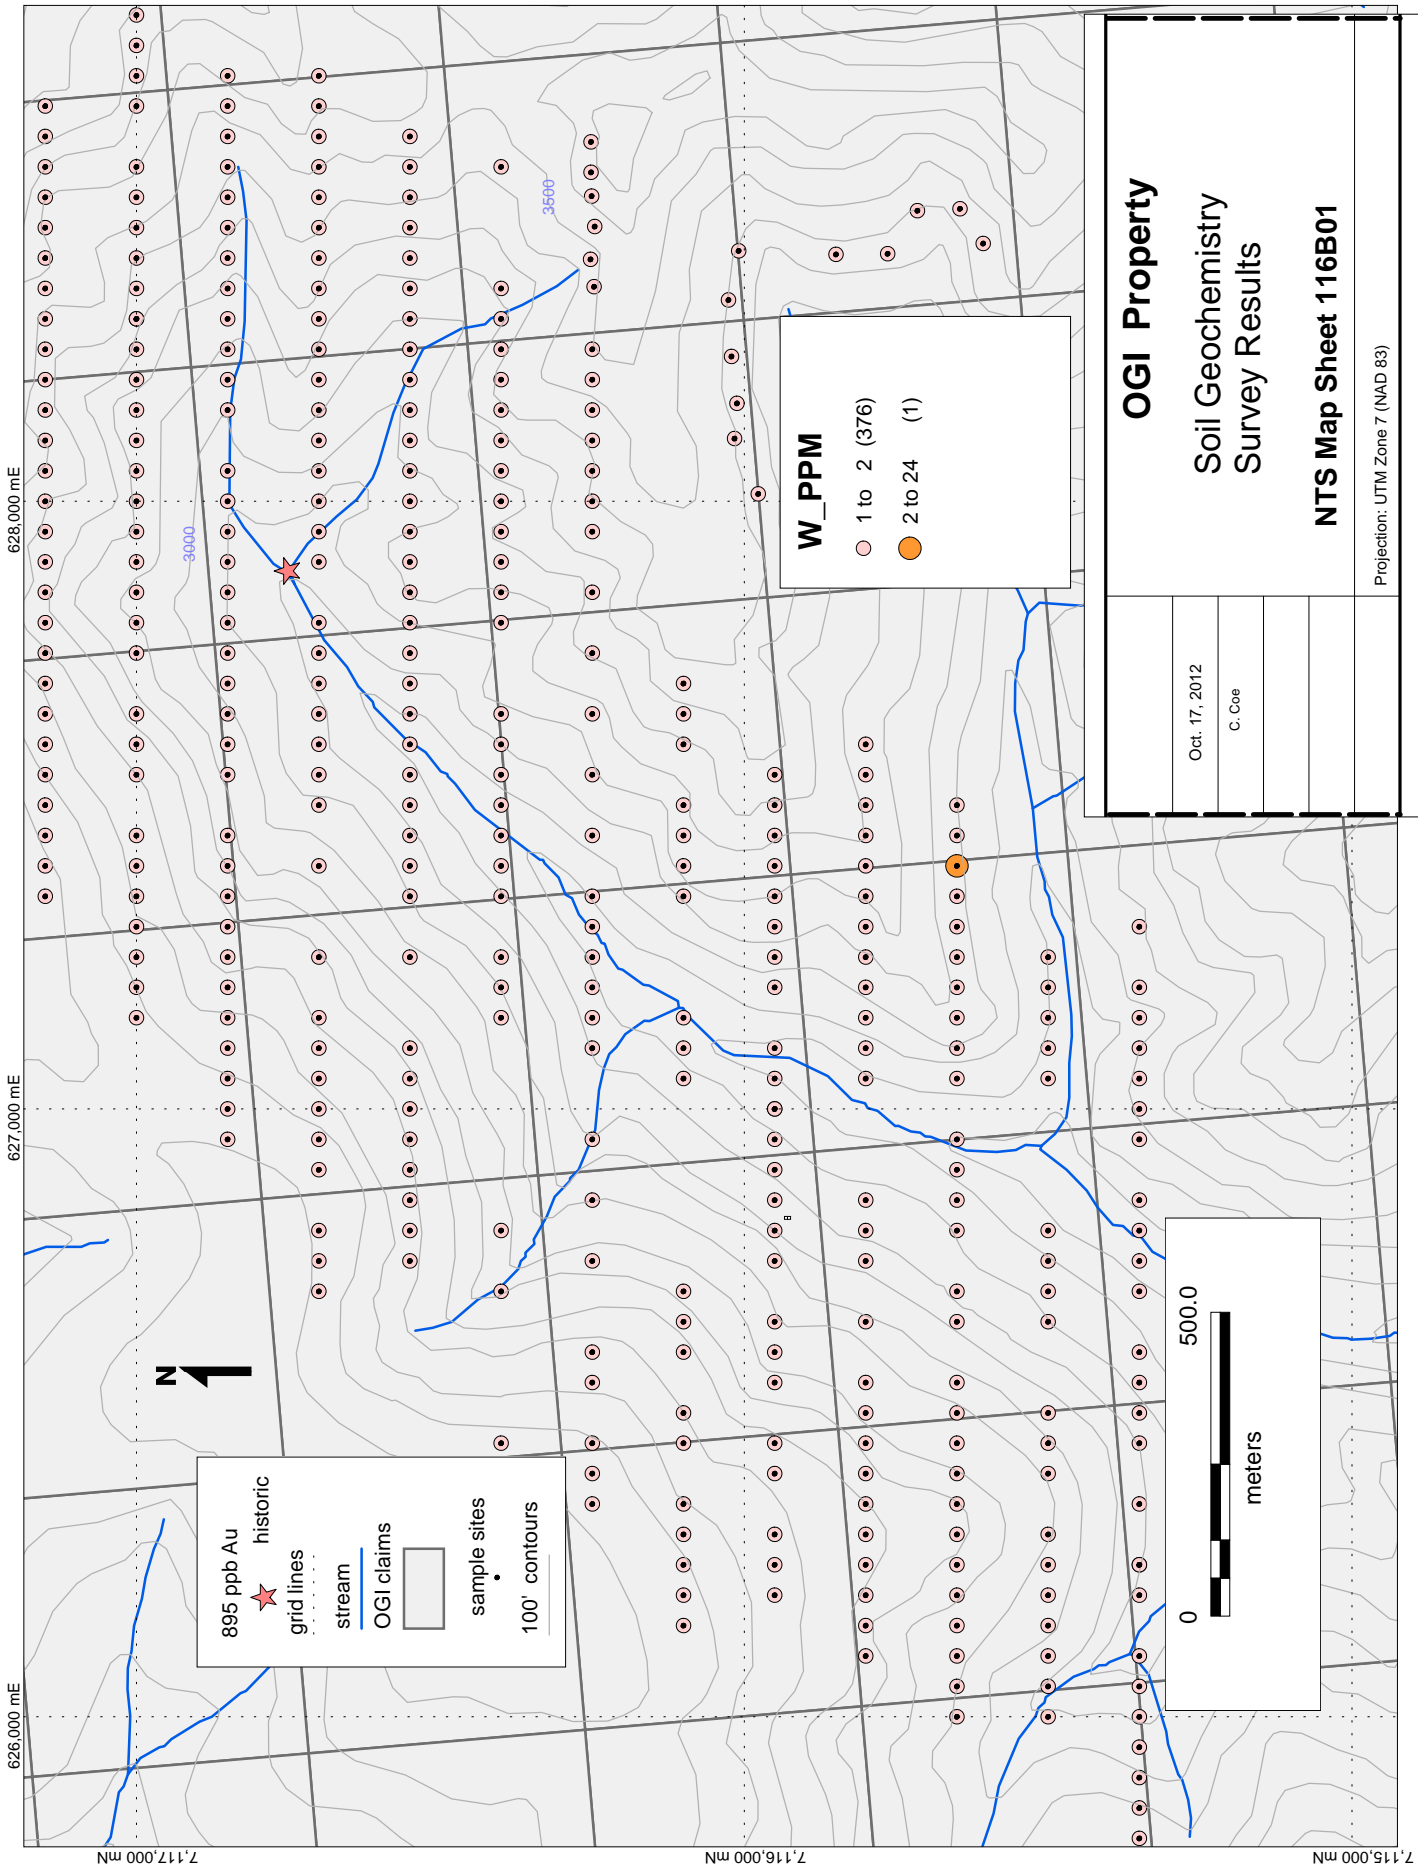 626,000 mE
627,000 mE
628,000 mE
7,117,000 mN
7,116,000 mN
7,115,000 mN
3000
3500
N
895 ppb Au
historic
grid lines
stream
OGI claims
sample sites
100' contours
W_PPM
1 to 2 (376)
2 to 24 (1)
0 500.0
meters
OGI Property
Soil Geochemistry
Survey Results
NTS Map Sheet 116B01
Oct. 17, 2012
C. Coe
Projection: UTM Zone 7 (NAD 83)